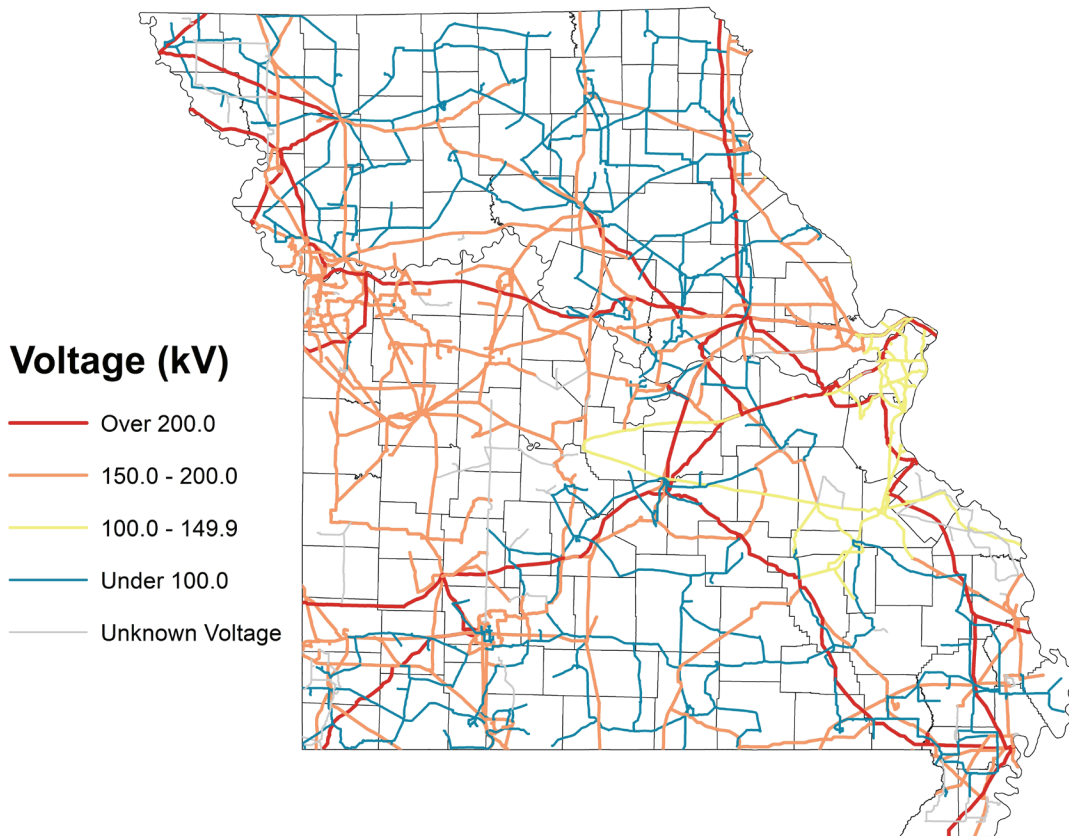 Voltage (kV)
Over 200.0
150.0 - 200.0
100.0 - 149.9
Under 100.0
Unknown Voltage